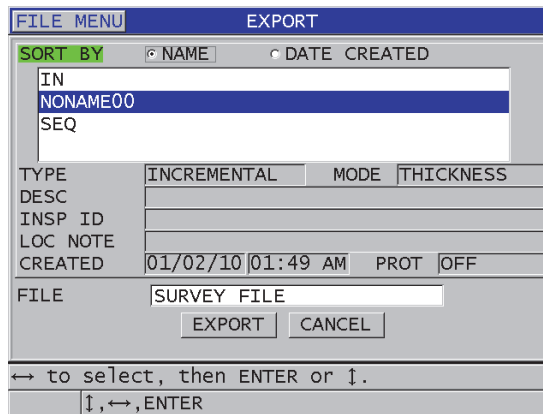 FILE MENU EXPORT
SORT BY NAME DATE CREATED
IN
NONAME00
SEQ
TYPE INCREMENTAL MODE THICKNESS
DESC
INSP ID
LOC NOTE
CREATED 01/02/10 01:49 AM PROT OFF
FILE SURVEY FILE
EXPORT CANCEL
↔ to select, then ENTER or ↕.
↕,↔,ENTER